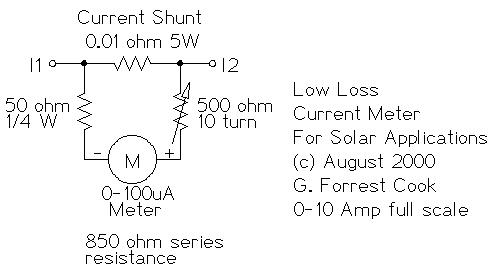 Current Shunt
0.01 ohm 5W
I1
I2
50 ohm
1/4 W
500 ohm
10 turn
-
M
+
0-100uA
Meter
850 ohm series
resistance
Low Loss
Current Meter
For Solar Applications
(c) August 2000
G. Forrest Cook
0-10 Amp full scale